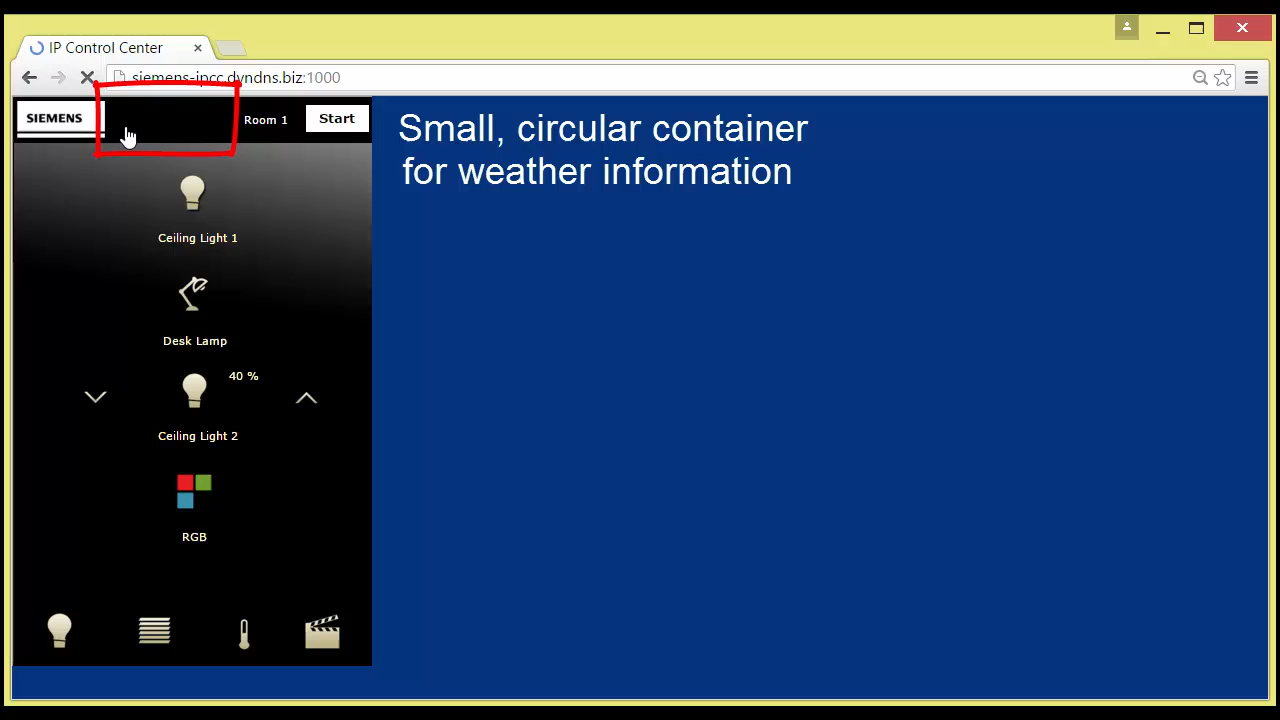 IP Control Center
siemens-ipcc.dyndns.biz:1000
SIEMENS
Room 1
Start
Small, circular container
for weather information
Ceiling Light 1
Desk Lamp
40 %
Ceiling Light 2
RGB